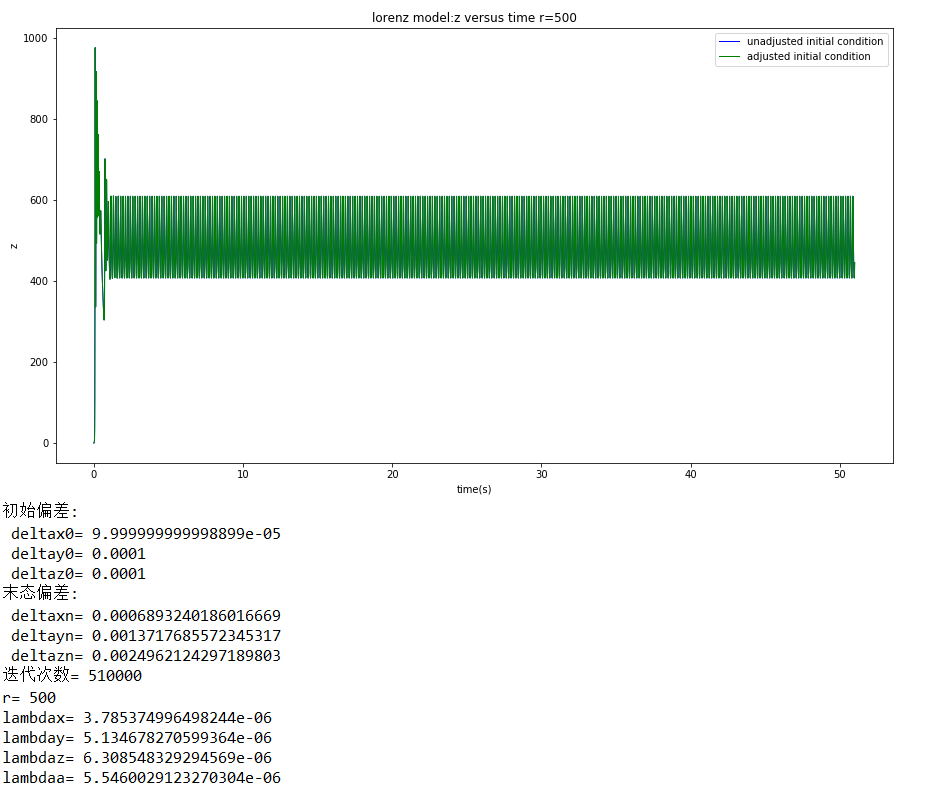 lorenz model:z versus time r=500
unadjusted initial condition
adjusted initial condition
1000
800
600
400
200
0
z
0 10 20 30 40 50
time(s)
初始偏差:
deltax0= 9.999999999998899e-05
deltay0= 0.0001
deltaz0= 0.0001
末态偏差:
deltaxn= 0.0006893240186016669
deltayn= 0.0013717685572345317
deltazn= 0.0024962124297189803
迭代次数= 510000
r= 500
lambdax= 3.785374996498244e-06
lambday= 5.134678270599364e-06
lambdaz= 6.308548329294569e-06
lambdaa= 5.5460029123270304e-06